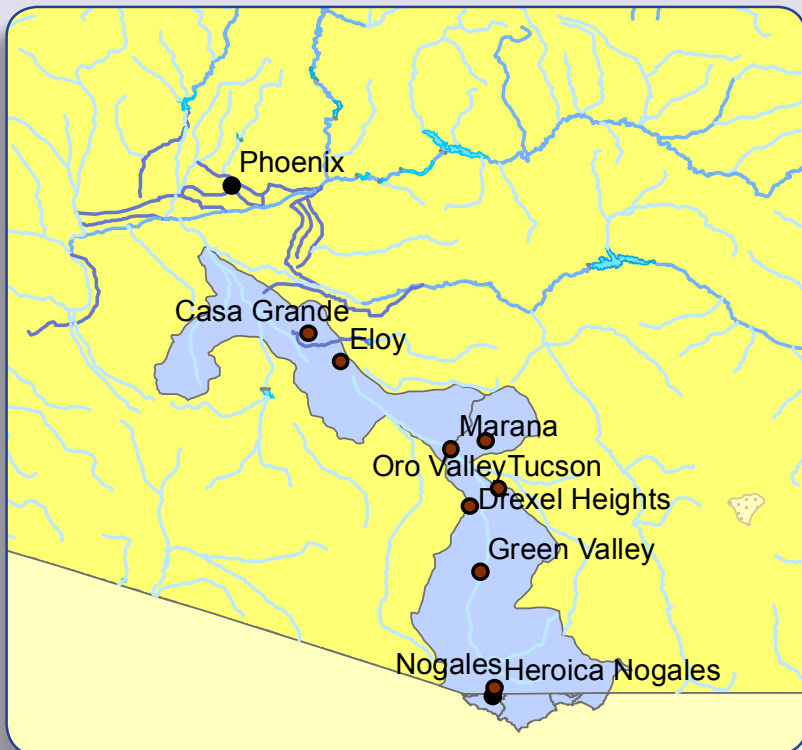 Phoenix
Casa Grande
Eloy
Marana
Oro Valley
Tucson
Drexel Heights
Green Valley
Nogales
Heroica Nogales